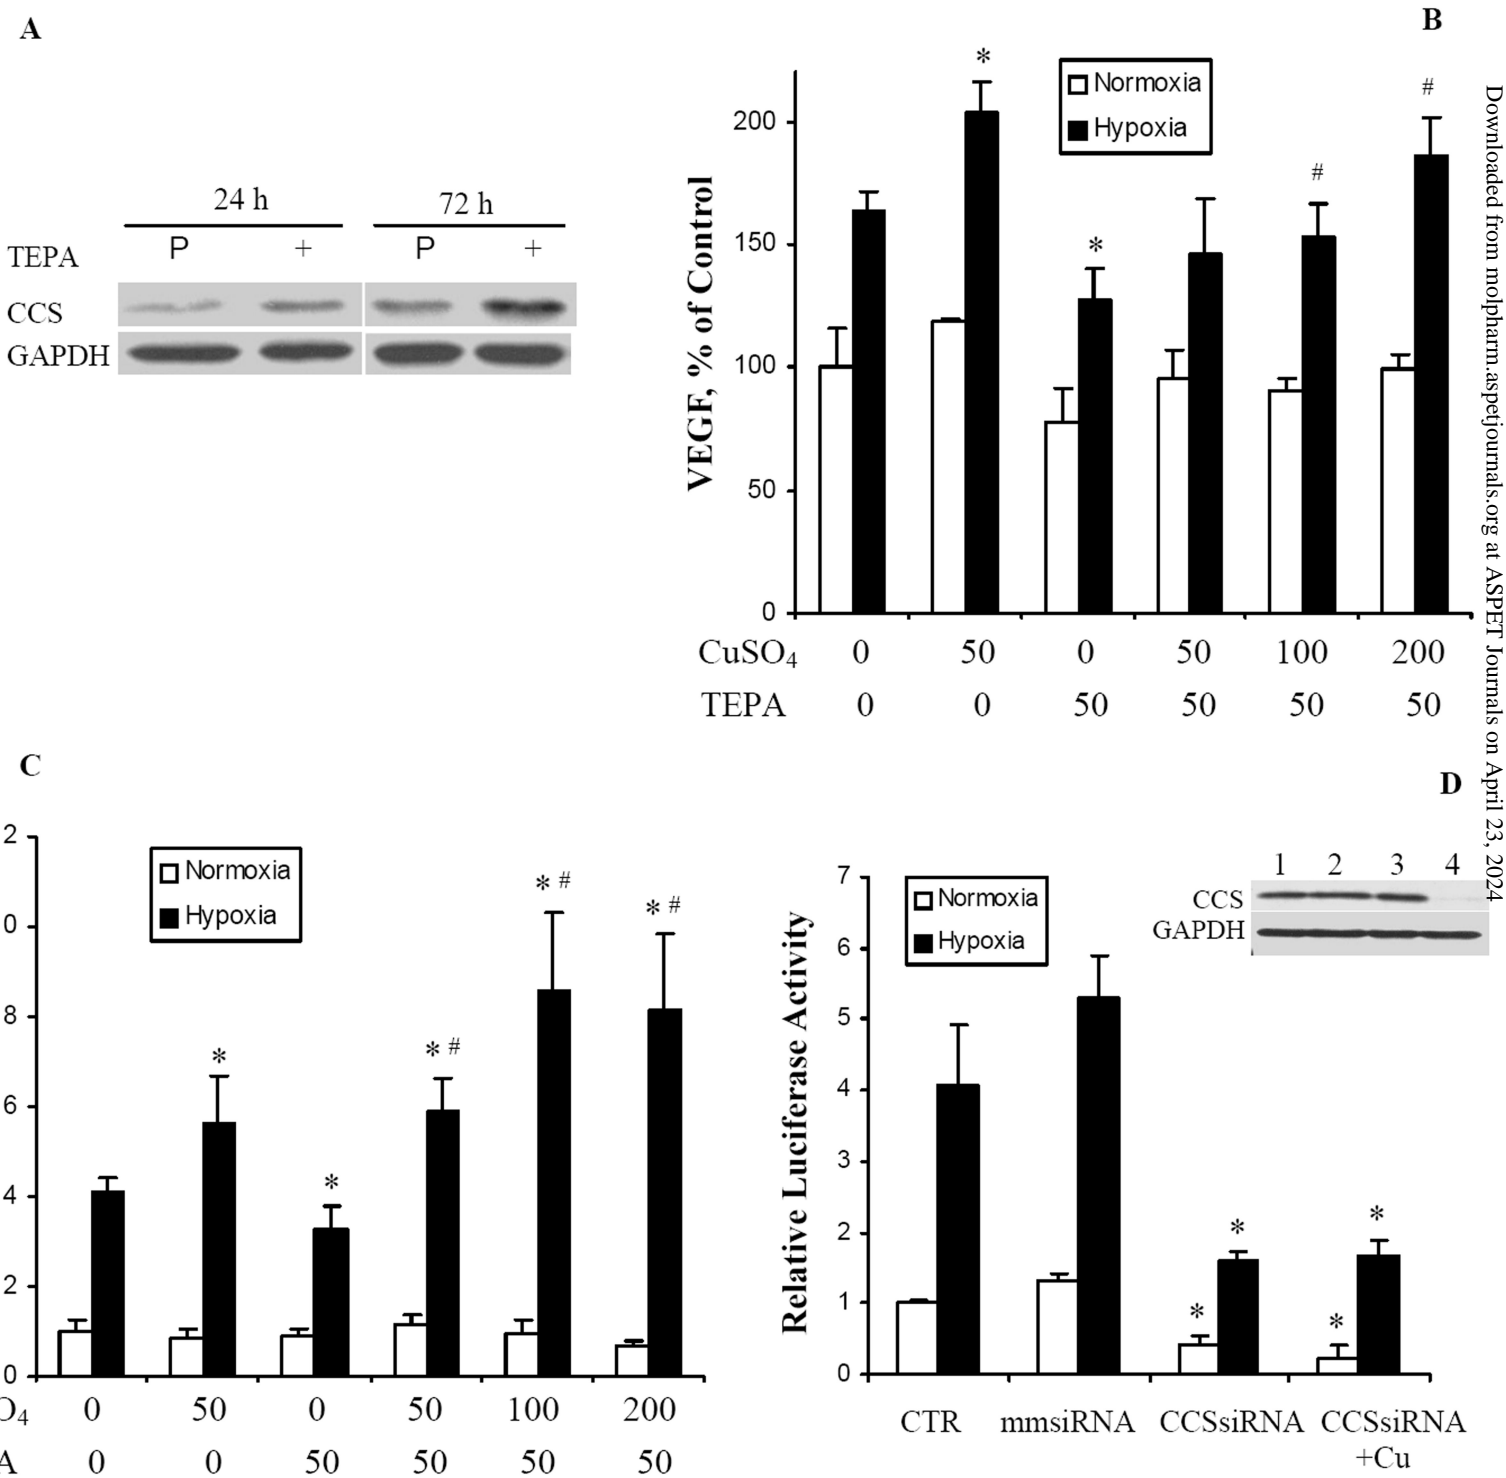 A
24 h 72 h
TEPA P + P +
CCS
GAPDH
B
* Normoxia
Hypoxia
#
#
*
200
150
100
50
0
VEGF, % of Control
CuSO4 0 50 0 50 100 200
TEPA 0 0 50 50 50 50
Downloaded from molpharm.aspetjournals.org at ASPET Journals on April 23, 2024
C
Normoxia
Hypoxia
* # * #
* * #
*
2
0
8
6
4
2
0
O4 0 50 0 50 100 200
A 0 0 50 50 50 50
D
1 2 3 4
CCS
GAPDH
Normoxia
Hypoxia
7
6
5
4
3
2
1
0
Relative Luciferase Activity
* *
* *
CTR mmsiRNA CCSsiRNA CCSsiRNA
+Cu